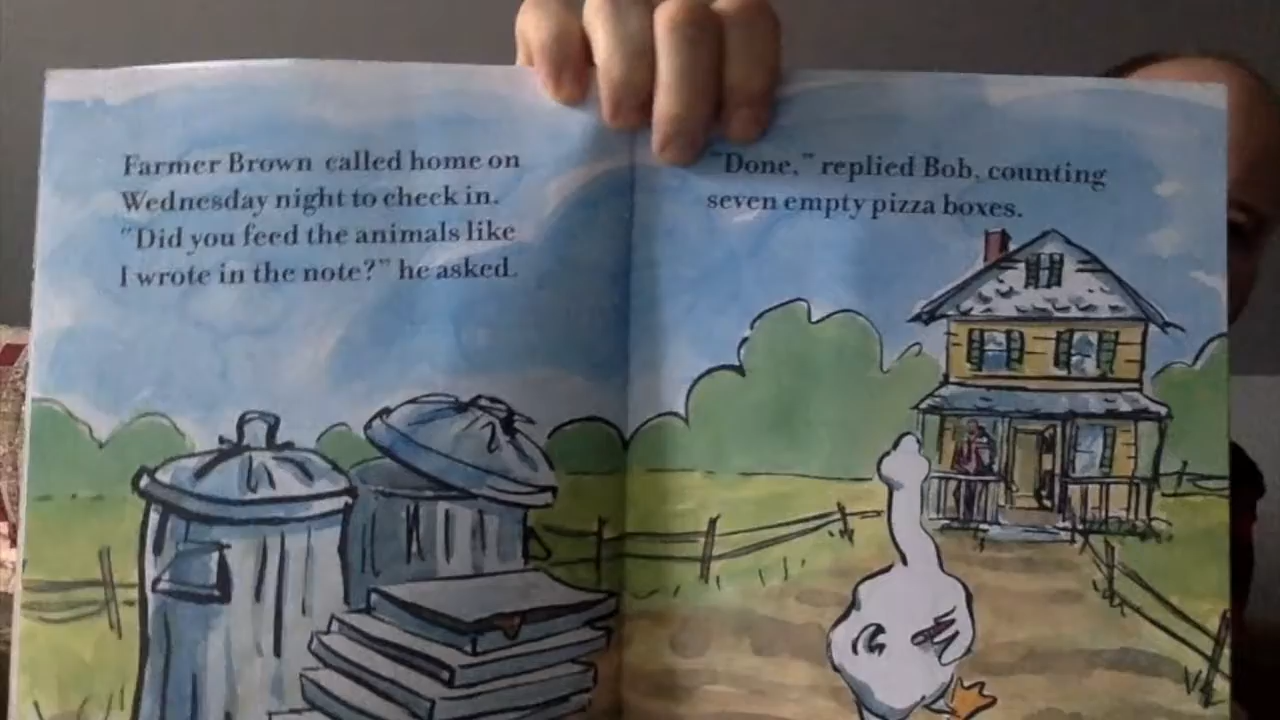 Farmer Brown called home on
Wednesday night to check in.
"Did you feed the animals like
I wrote in the note?" he asked.
"Done," replied Bob, counting
seven empty pizza boxes.